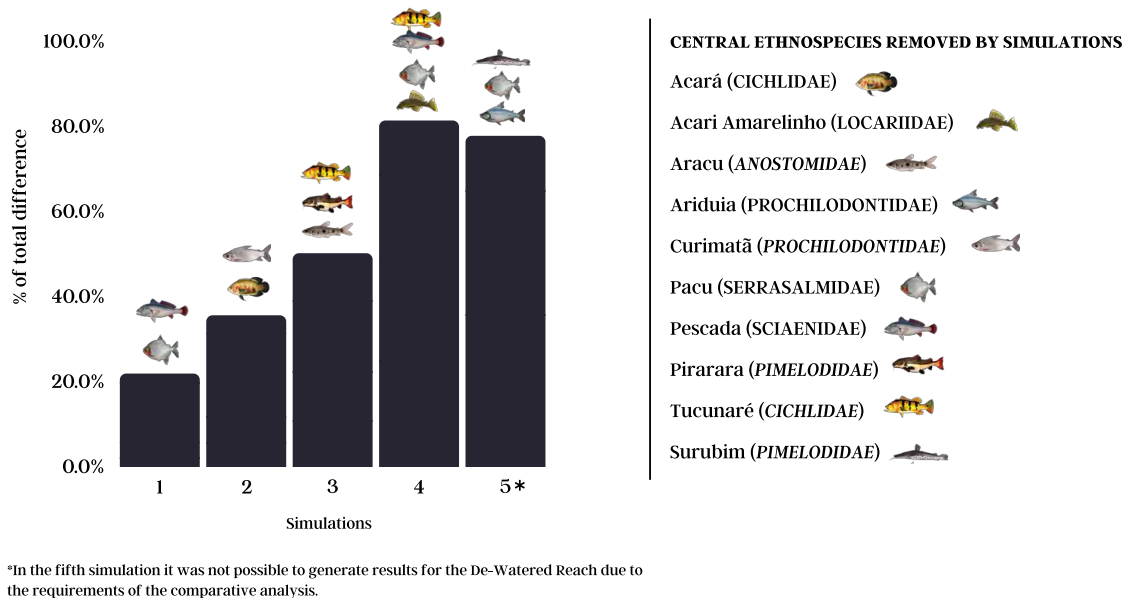 100.0%
80.0%
60.0%
40.0%
20.0%
0.0%
% of total difference
1
2
3
4
5*
Simulations
*In the fifth simulation it was not possible to generate results for the De-Watered Reach due to
the requirements of the comparative analysis.
CENTRAL ETHNOSPECIES REMOVED BY SIMULATIONS
Acará (CICHLIDAE)
Acari Amarelinho (LOCARIIDAE)
Aracu (ANOSTOMIDAE)
Ariduia (PROCHILODONTIDAE)
Curimatã (PROCHILODONTIDAE)
Pacu (SERRASALMIDAE)
Pescada (SCIAENIDAE)
Pirarara (PIMELODIDAE)
Tucunaré (CICHLIDAE)
Surubim (PIMELODIDAE)